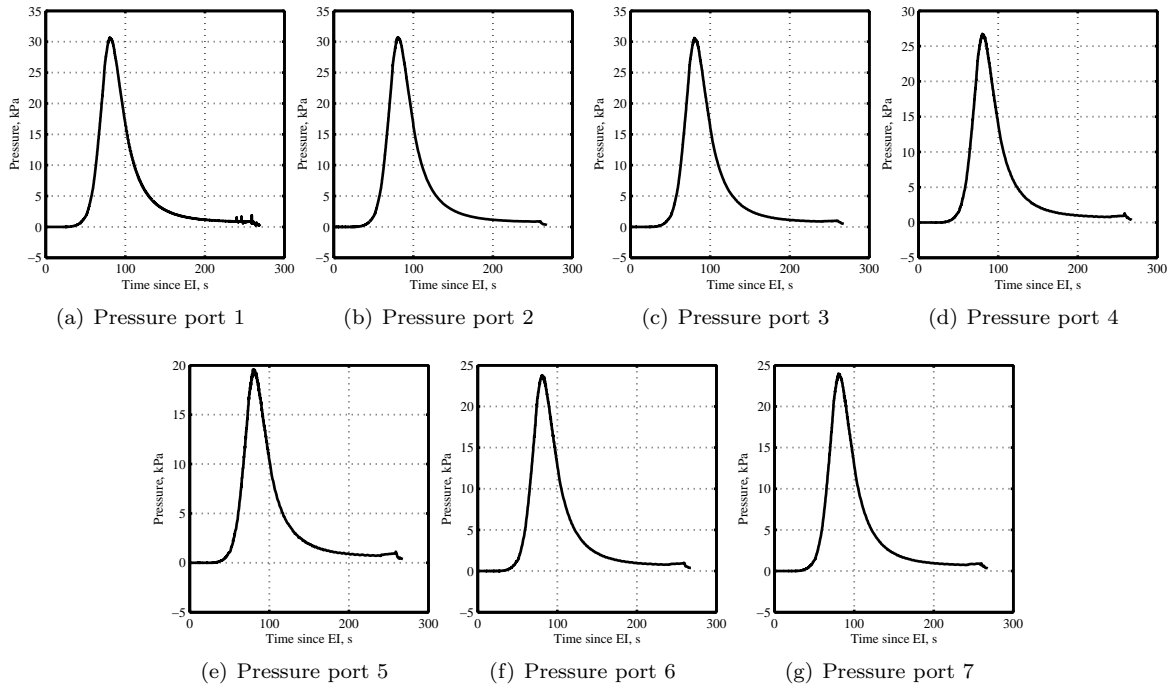 35
30
25
20
15
10
5
0
−5
Pressure, kPa
0 100 200 300
Time since EI, s
(a) Pressure port 1
35
30
25
20
15
10
5
0
−5
Pressure, kPa
0 100 200 300
Time since EI, s
(b) Pressure port 2
35
30
25
20
15
10
5
0
−5
Pressure, kPa
0 100 200 300
Time since EI, s
(c) Pressure port 3
30
25
20
15
10
5
0
−5
Pressure, kPa
0 100 200 300
Time since EI, s
(d) Pressure port 4
20
15
10
5
0
−5
Pressure, kPa
0 100 200 300
Time since EI, s
(e) Pressure port 5
25
20
15
10
5
0
−5
Pressure, kPa
0 100 200 300
Time since EI, s
(f) Pressure port 6
25
20
15
10
5
0
−5
Pressure, kPa
0 100 200 300
Time since EI, s
(g) Pressure port 7